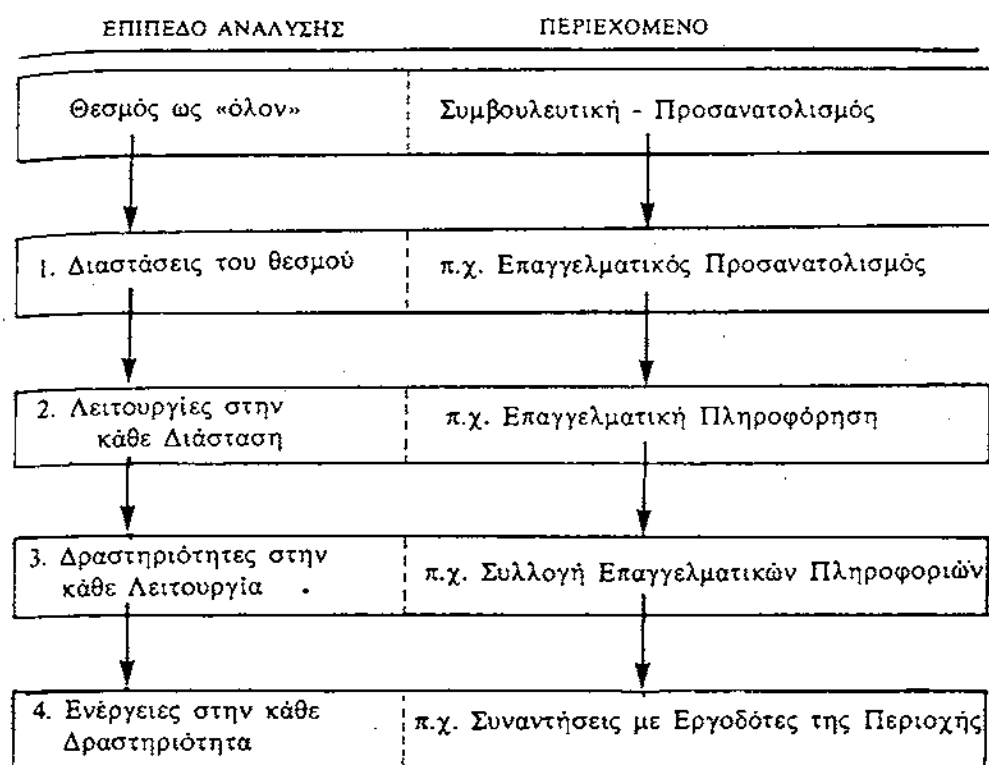 ΕΠΙΠΕΔΟ ΑΝΑΛΥΣΗΣ ΠΕΡΙΕΧΟΜΕΝΟ
Θεσμός ως «όλον» Συμβουλευτική - Προσανατολισμός
1. Διαστάσεις του θεσμού π.χ. Επαγγελματικός Προσανατολισμός
2. Λειτουργίες στην
κάθε Διάσταση π.χ. Επαγγελματική Πληροφόρηση
3. Δραστηριότητες στην
κάθε Λειτουργία π.χ. Συλλογή Επαγγελματικών Πληροφοριών
4. Ενέργειες στην κάθε
Δραστηριότητα π.χ. Συναντήσεις με Εργοδότες της Περιοχής